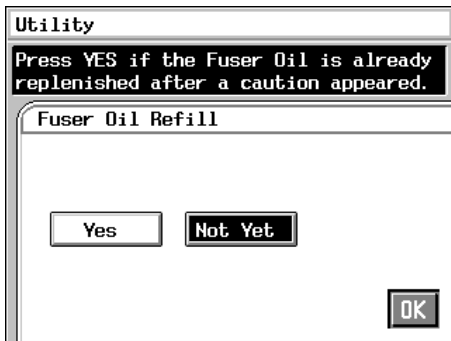 Utility
Press YES if the Fuser Oil is already
replenished after a caution appeared.
Fuser Oil Refill
Yes
Not Yet
OK